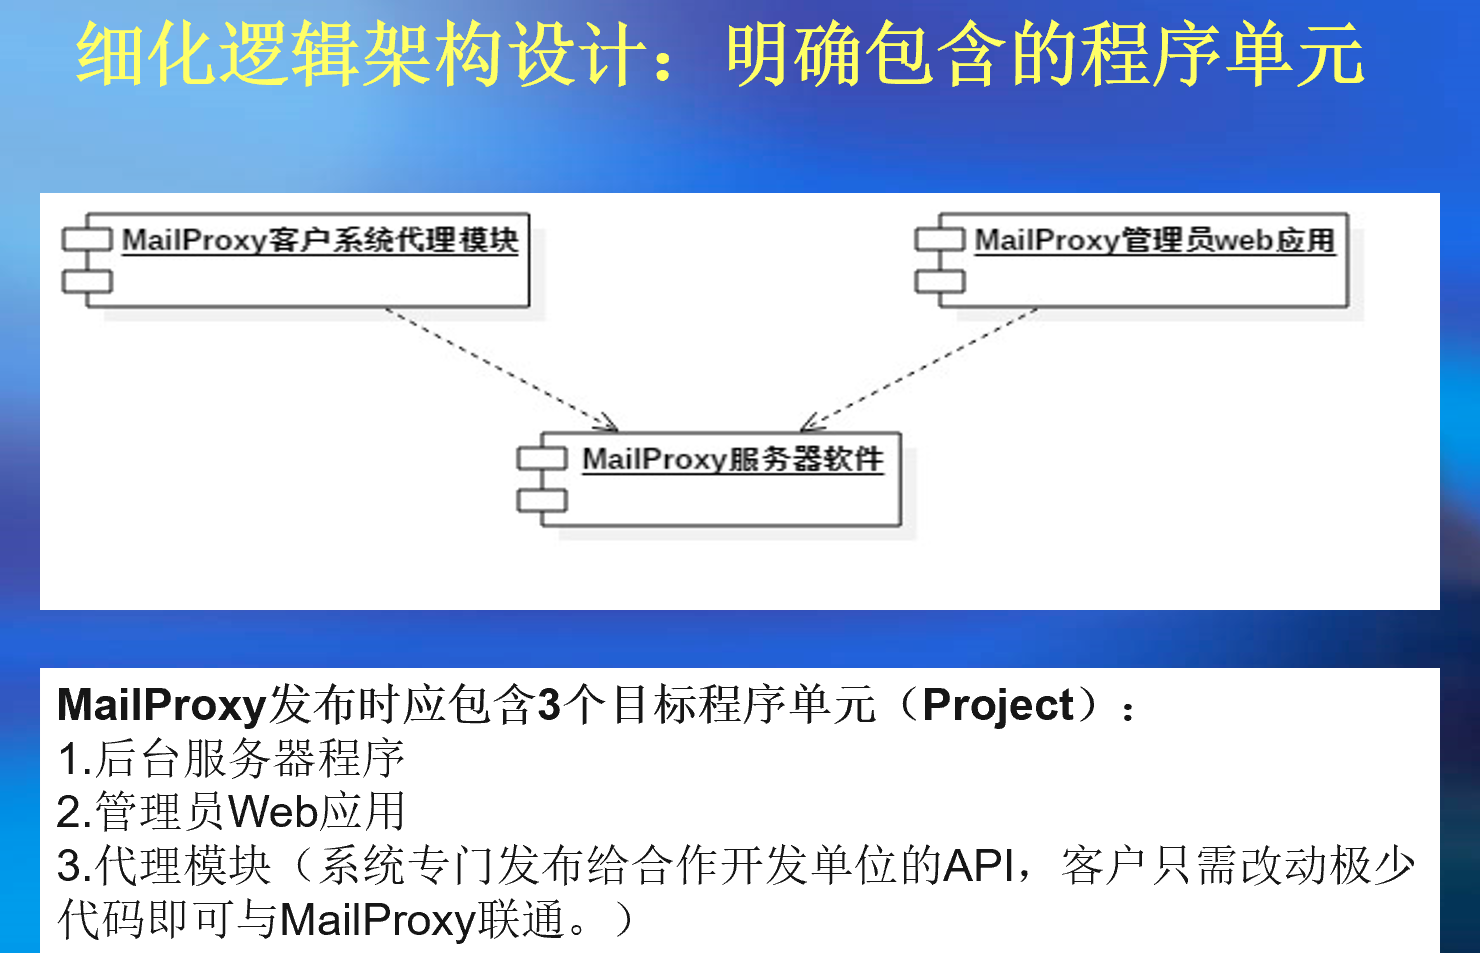 细化逻辑架构设计：明确包含的程序单元
MailProxy客户系统代理模块
MailProxy管理员web应用
MailProxy服务器软件
MailProxy发布时应包含3个目标程序单元（Project）：
1.后台服务器程序
2.管理员Web应用
3.代理模块（系统专门发布给合作开发单位的API，客户只需改动极少
代码即可与MailProxy联通。）